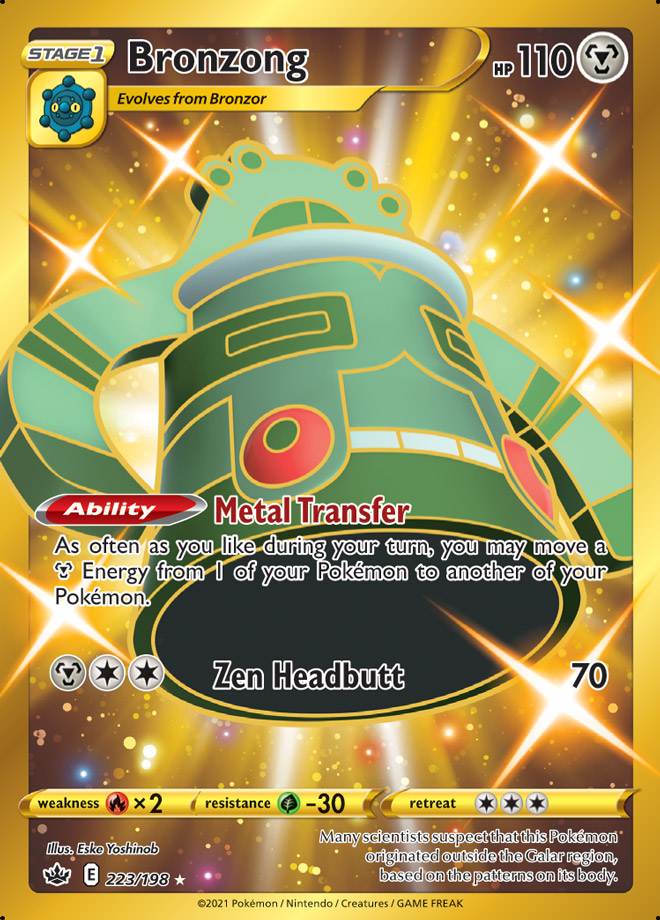 STAGE1
Bronzong
HP 110
Evolves from Bronzor
Ability
Metal Transfer
As often as you like during your turn, you may move a
Energy from 1 of your Pokémon to another of your
Pokémon.
Zen Headbutt 70
weakness ×2 resistance -30 retreat
Illus. Eske Yoshinob
E 223/198 ★
Many scientists suspect that this Pokémon
originated outside the Galar region,
based on the patterns on its body.
©2021 Pokémon / Nintendo / Creatures / GAME FREAK